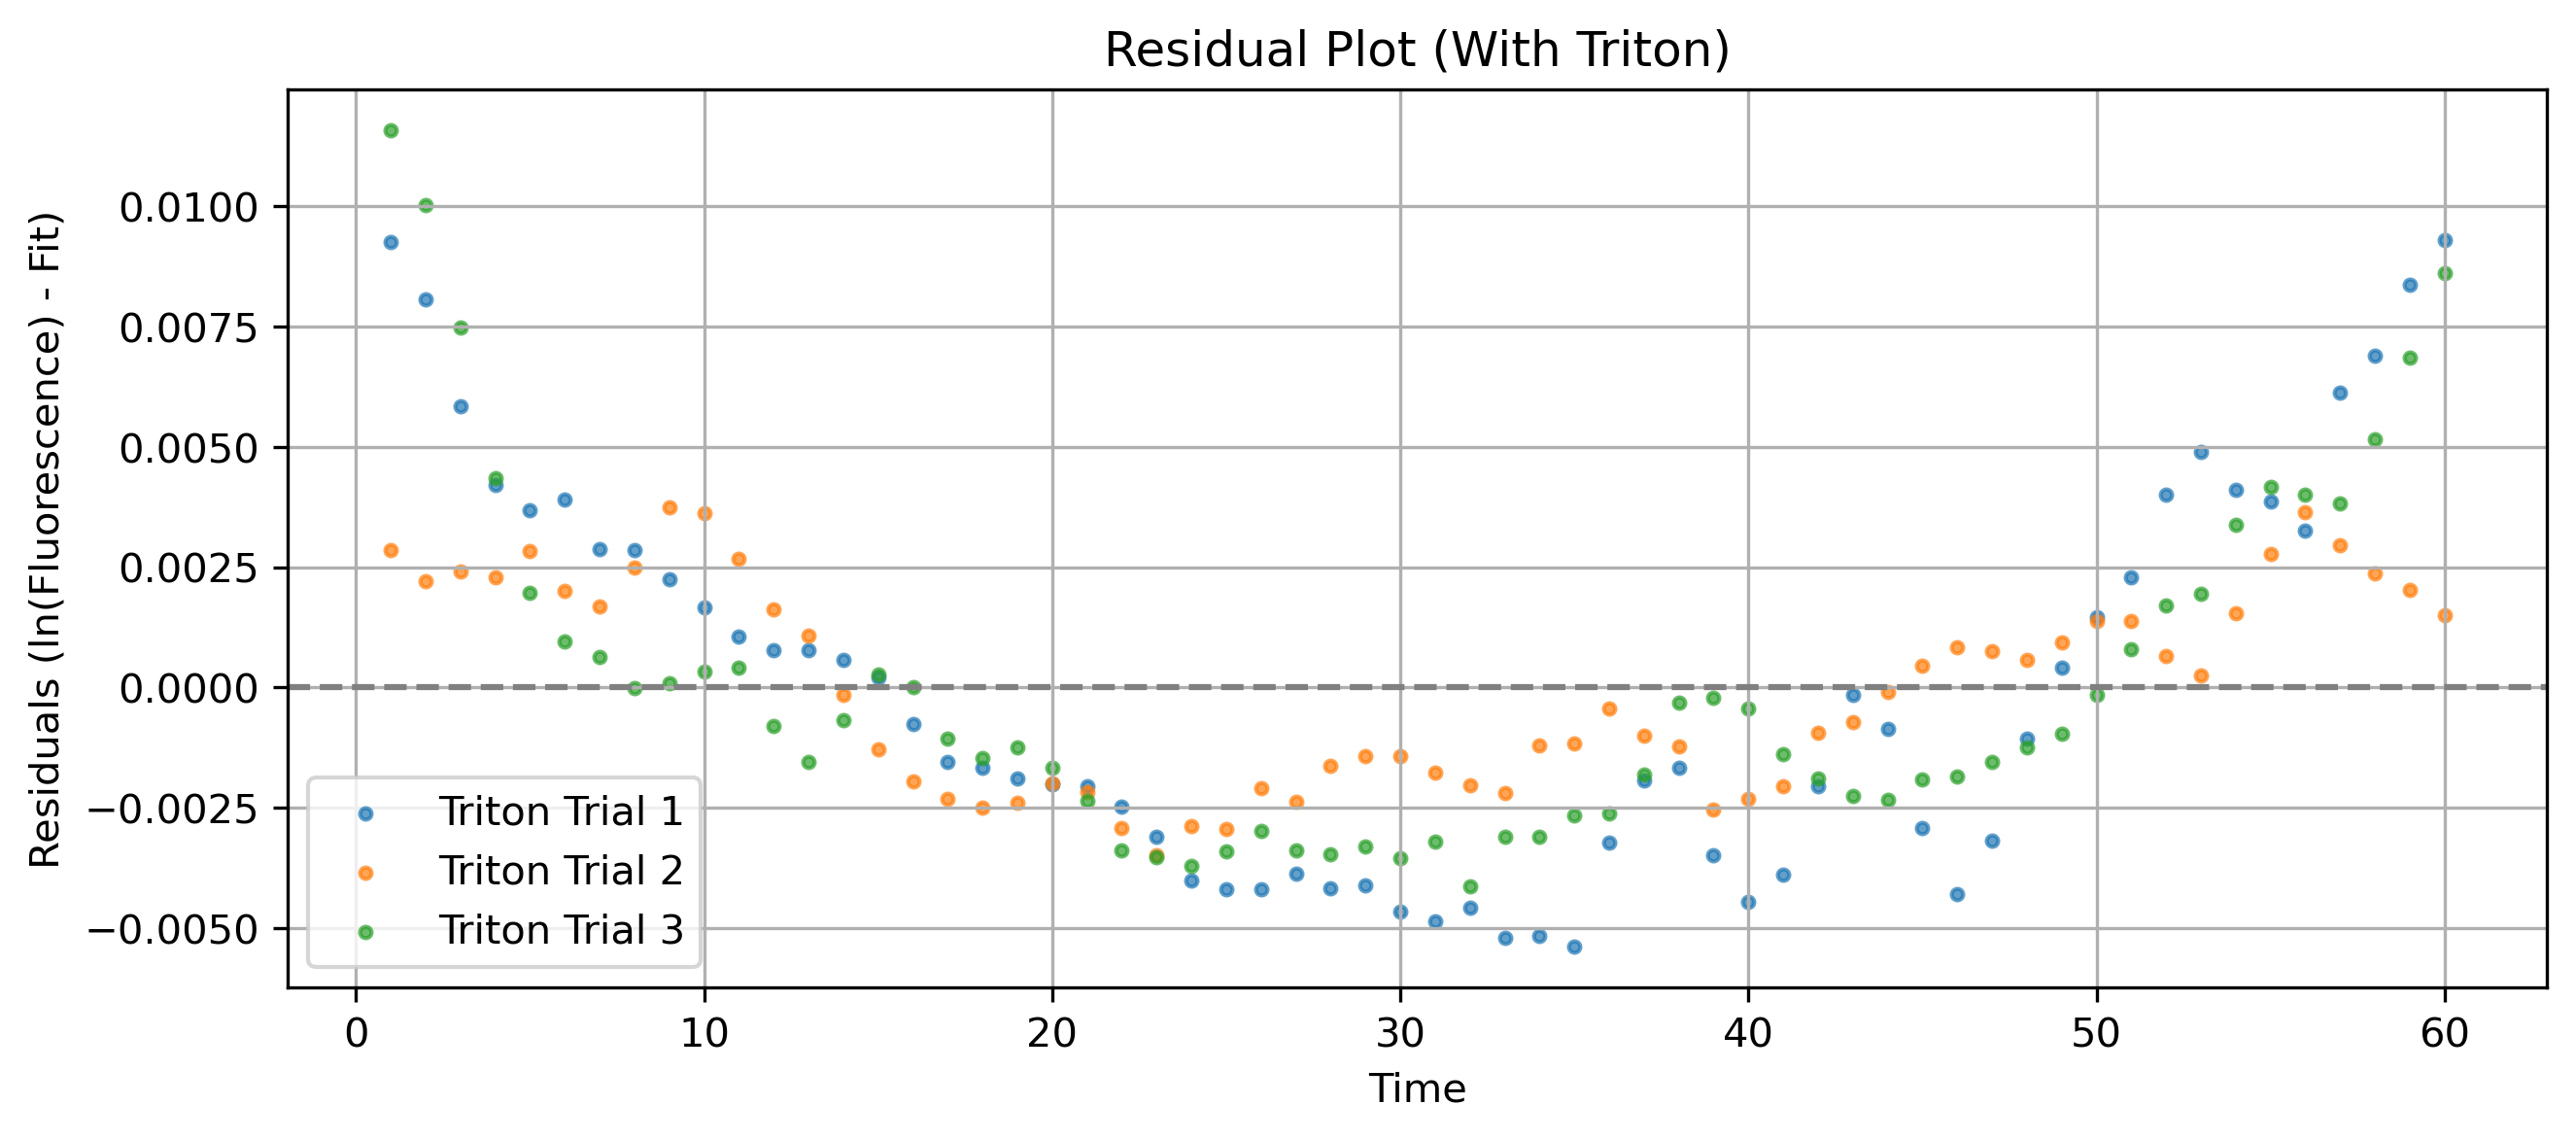 Residual Plot (With Triton)
Residuals (ln(Fluorescence) - Fit)
0.0100
0.0075
0.0050
0.0025
0.0000
−0.0025
−0.0050
Triton Trial 1
Triton Trial 2
Triton Trial 3
0 10 20 30 40 50 60
Time